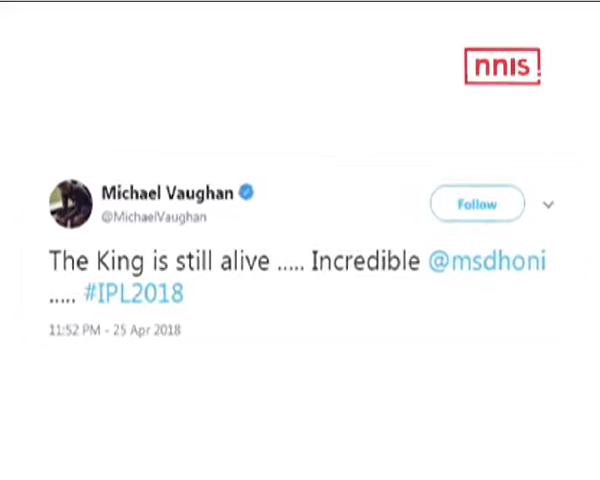 nnis
Michael Vaughan
@MichaelVaughan
Follow
The King is still alive ..... Incredible @msdhoni
..... #IPL2018
11:52 PM - 25 Apr 2018